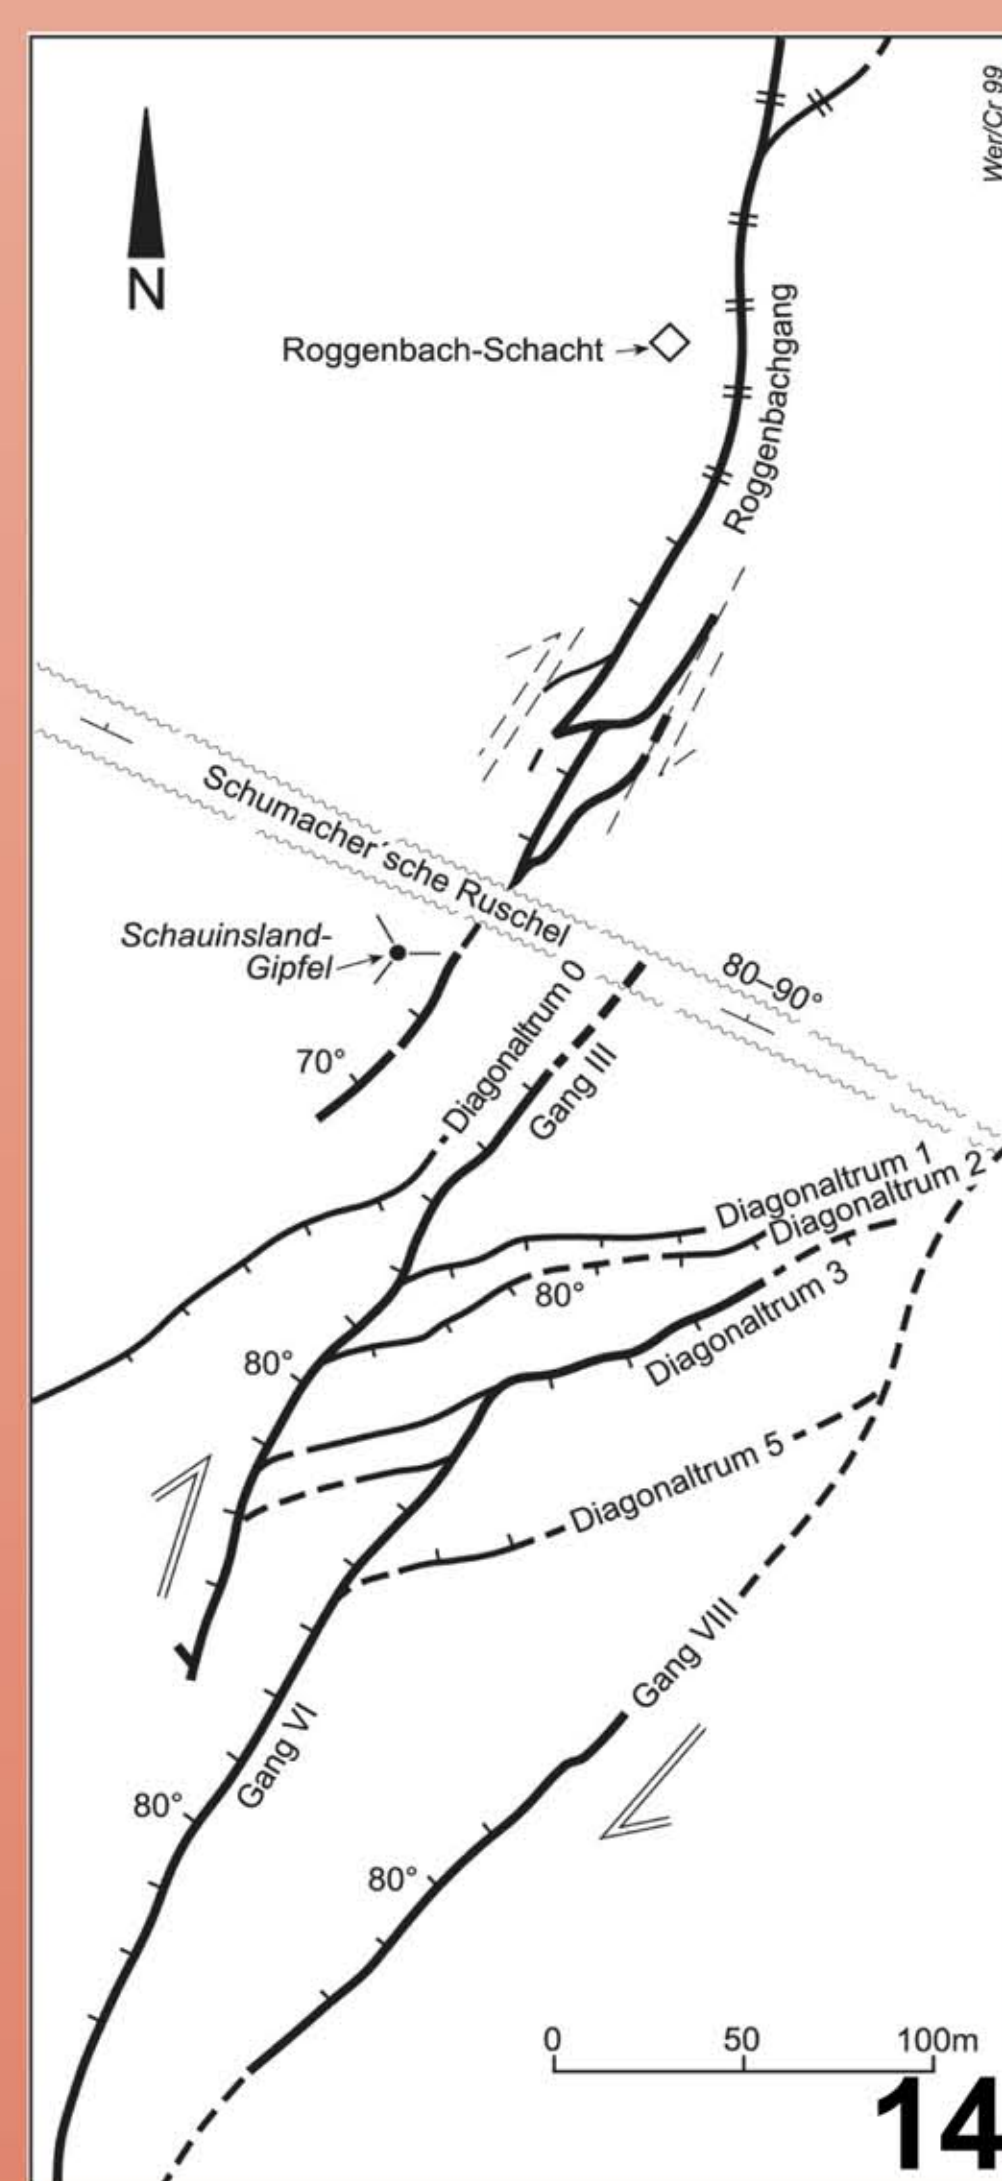 Wer/Cr 99
N
Roggenbach-Schacht
Roggenbachgang
Schumacher´sche Ruschel
Schauinsland-
Gipfel
80–90°
70°
Diagonaltrum 0
Gang III
Diagonaltrum 1
Diagonaltrum 2
80°
Diagonaltrum 3
80°
Diagonaltrum 5
Gang VIII
Gang VI
80°
80°
0 50 100m
14